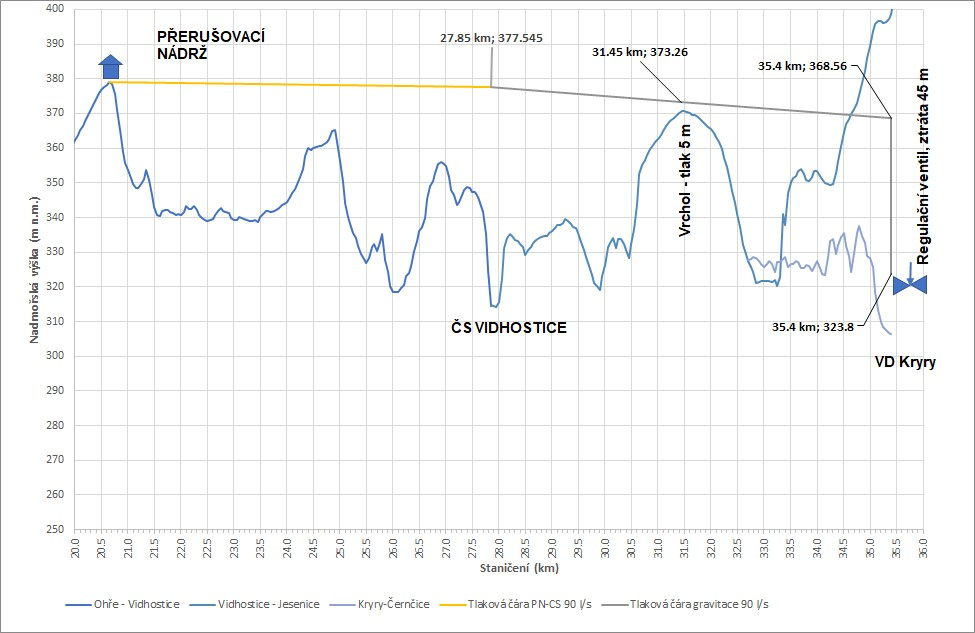 400
390
380
370
360
350
340
330
320
310
300
290
280
270
260
250
Nadmořská výška (m n.m.)
PŘERUŠOVACÍ
NÁDRŽ
27.85 km; 377.545
31.45 km; 373.26
35.4 km; 368.56
Vrchol - tlak 5 m
Regulační ventil, ztráta 45 m
ČS VIDHOSTICE
35.4 km; 323.8
VD Kryry
20.0
20.5
21.0
21.5
22.0
22.5
23.0
23.5
24.0
24.5
25.0
25.5
26.0
26.5
27.0
27.5
28.0
28.5
29.0
29.5
30.0
30.5
31.0
31.5
32.0
32.5
33.0
33.5
34.0
34.5
35.0
35.5
36.0
Staničení (km)
Ohře - Vidhostice
Vidhostice - Jesenice
Kryry-Černčice
Tlaková čára PN-CS 90 l/s
Tlaková čára gravitace 90 l/s